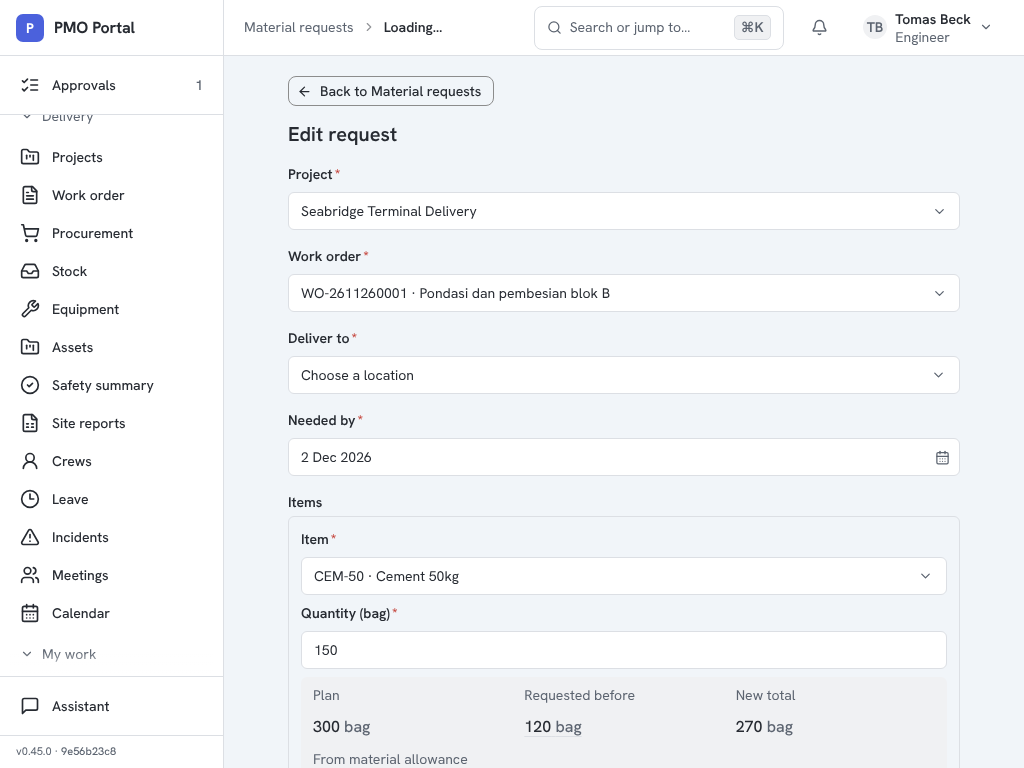 P PMO Portal
Material requests > Loading...
Search or jump to...
⌘K
TB
Tomas Beck
Engineer
Approvals 1
Delivery
Projects
Work order
Procurement
Stock
Equipment
Assets
Safety summary
Site reports
Crews
Leave
Incidents
Meetings
Calendar
My work
Assistant
v0.45.0 · 9e56b23c8
← Back to Material requests
Edit request
Project *
Seabridge Terminal Delivery
Work order *
WO-2611260001 · Pondasi dan pembesian blok B
Deliver to *
Choose a location
Needed by *
2 Dec 2026
Items
Item *
CEM-50 · Cement 50kg
Quantity (bag) *
150
Plan Requested before New total
300 bag 120 bag 270 bag
From material allowance